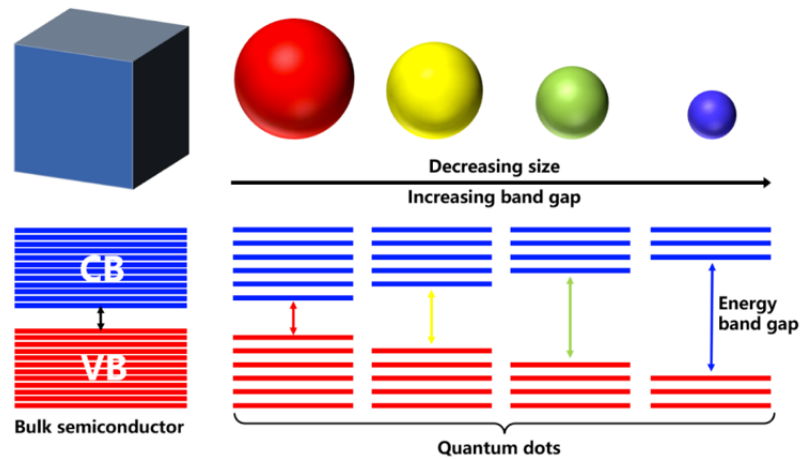 Decreasing size
Increasing band gap
CB
VB
Energy
band gap
Bulk semiconductor
Quantum dots